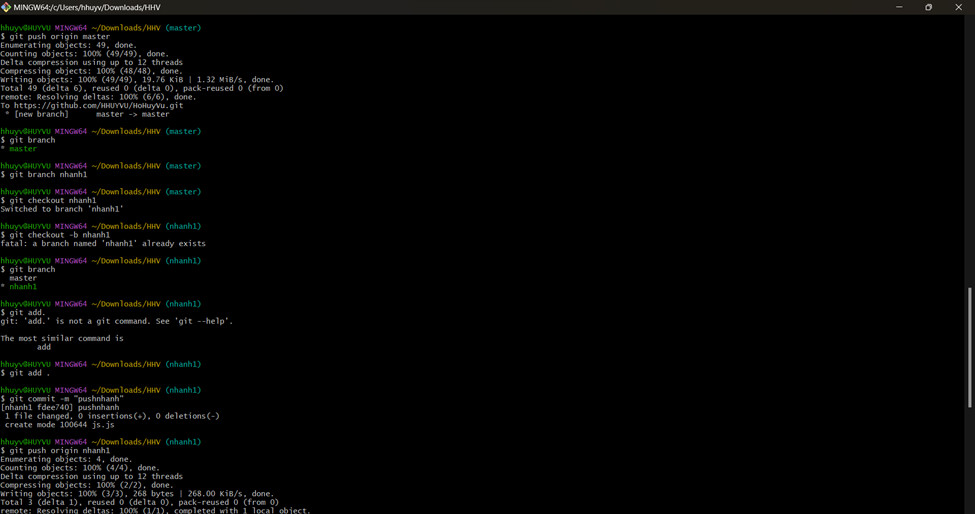 MINGW64:/c/Users/hhuyv/Downloads/HHV
hhuyv@HUYVU MINGW64 ~/Downloads/HHV (master)
$ git push origin master
Enumerating objects: 49, done.
Counting objects: 100% (49/49), done.
Delta compression using up to 12 threads
Compressing objects: 100% (48/48), done.
Writing objects: 100% (49/49), 19.76 KiB | 1.32 MiB/s, done.
Total 49 (delta 6), reused 0 (delta 0), pack-reused 0 (from 0)
remote: Resolving deltas: 100% (6/6), done.
To https://github.com/HHUYVU/HoHuyVu.git
 * [new branch]      master -> master
hhuyv@HUYVU MINGW64 ~/Downloads/HHV (master)
$ git branch
* master
hhuyv@HUYVU MINGW64 ~/Downloads/HHV (master)
$ git branch nhanh1
hhuyv@HUYVU MINGW64 ~/Downloads/HHV (master)
$ git checkout nhanh1
Switched to branch 'nhanh1'
hhuyv@HUYVU MINGW64 ~/Downloads/HHV (nhanh1)
$ git checkout -b nhanh1
fatal: a branch named 'nhanh1' already exists
hhuyv@HUYVU MINGW64 ~/Downloads/HHV (nhanh1)
$ git branch
  master
* nhanh1
hhuyv@HUYVU MINGW64 ~/Downloads/HHV (nhanh1)
$ git add.
git: 'add.' is not a git command. See 'git --help'.
The most similar command is
        add
hhuyv@HUYVU MINGW64 ~/Downloads/HHV (nhanh1)
$ git add .
hhuyv@HUYVU MINGW64 ~/Downloads/HHV (nhanh1)
$ git commit -m "pushnhanh"
[nhanh1 fdee740] pushnhanh
 1 file changed, 0 insertions(+), 0 deletions(-)
 create mode 100644 js.js
hhuyv@HUYVU MINGW64 ~/Downloads/HHV (nhanh1)
$ git push origin nhanh1
Enumerating objects: 4, done.
Counting objects: 100% (4/4), done.
Delta compression using up to 12 threads
Compressing objects: 100% (2/2), done.
Writing objects: 100% (3/3), 268 bytes | 268.00 KiB/s, done.
Total 3 (delta 1), reused 0 (delta 0), pack-reused 0 (from 0)
remote: Resolving deltas: 100% (1/1), completed with 1 local object.